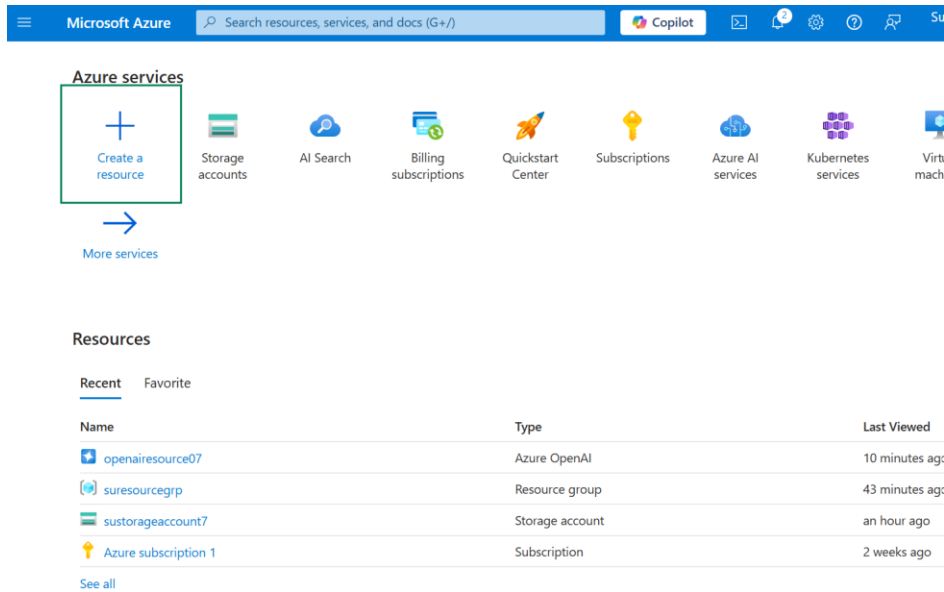 Microsoft Azure
Search resources, services, and docs (G+/)
Copilot
2
Su
Azure services
Create a
resource
Storage
accounts
AI Search
Billing
subscriptions
Quickstart
Center
Subscriptions
Azure AI
services
Kubernetes
services
Virtu
mach
More services
Resources
Recent Favorite
Name Type Last Viewed
openairesource07 Azure OpenAI 10 minutes ago
suresourcegrp Resource group 43 minutes ago
sustorageaccount7 Storage account an hour ago
Azure subscription 1 Subscription 2 weeks ago
See all